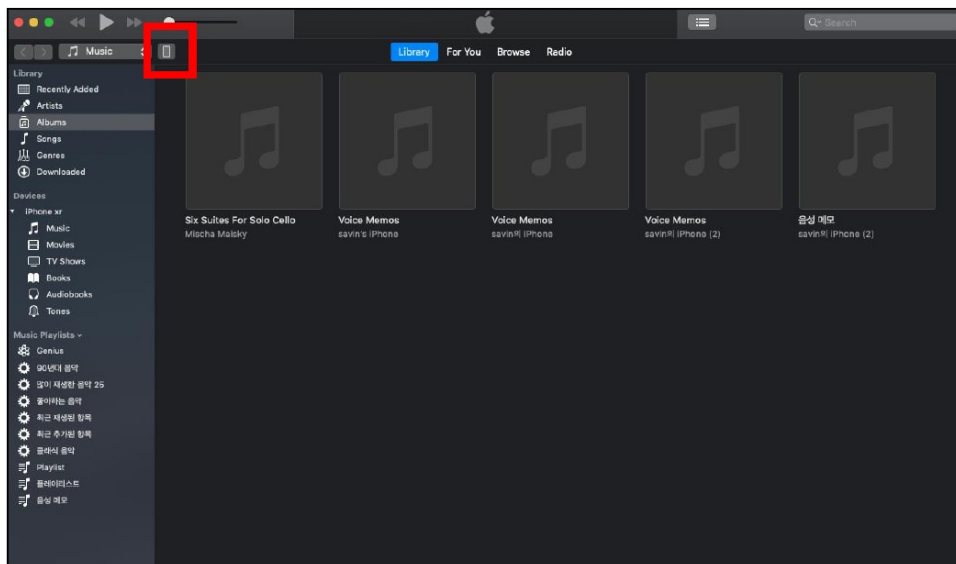 Search
Music
Library For You Browse Radio
Library
Recently Added
Artists
Albums
Songs
Genres
Downloaded
Devices
iPhone xr
Music
Movies
TV Shows
Books
Audiobooks
Tones
Music Playlists
Genius
90년대 음악
많이 재생한 음악 25
좋아하는 음악
최근 재생된 항목
최근 추가된 항목
클래식 음악
Playlist
플레이리스트
음성 메모
Six Suites For Solo Cello
Mischa Maisky
Voice Memos
savin's iPhone
Voice Memos
savin의 iPhone
Voice Memos
savin의 iPhone (2)
음성 메모
savin의 iPhone (2)